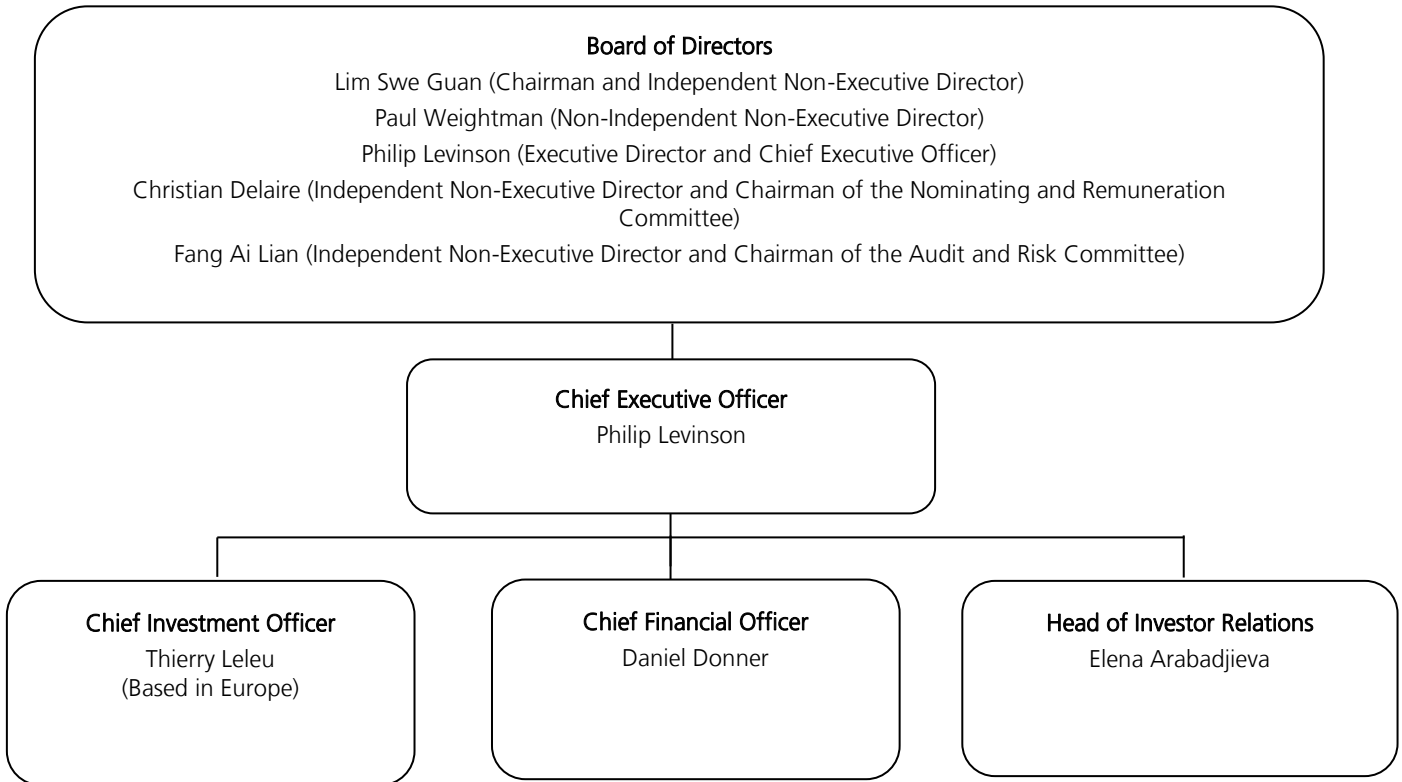 Board of Directors
Lim Swe Guan (Chairman and Independent Non-Executive Director)
Paul Weightman (Non-Independent Non-Executive Director)
Philip Levinson (Executive Director and Chief Executive Officer)
Christian Delaire (Independent Non-Executive Director and Chairman of the Nominating and Remuneration
Committee)
Fang Ai Lian (Independent Non-Executive Director and Chairman of the Audit and Risk Committee)
Chief Executive Officer
Philip Levinson
Chief Investment Officer
Thierry Leleu
(Based in Europe)
Chief Financial Officer
Daniel Donner
Head of Investor Relations
Elena Arabadjieva